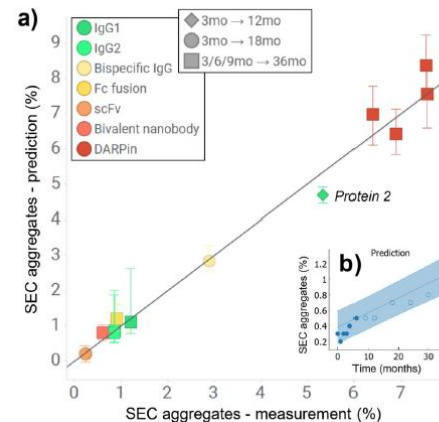 a)
IgG1
IgG2
Bispecific IgG
Fc fusion
scFv
Bivalent nanobody
DARPin
3mo → 12mo
3mo → 18mo
3/6/9mo → 36mo
SEC aggregates - prediction (%)
9
8
7
6
5
4
3
2
1
0
Protein 2
b)
Prediction
SEC aggregates (%)
1.2
1
0.8
0.6
0.4
0.2
0 10 20 30
Time (months)
0 1 2 3 4 5 6 7
SEC aggregates - measurement (%)